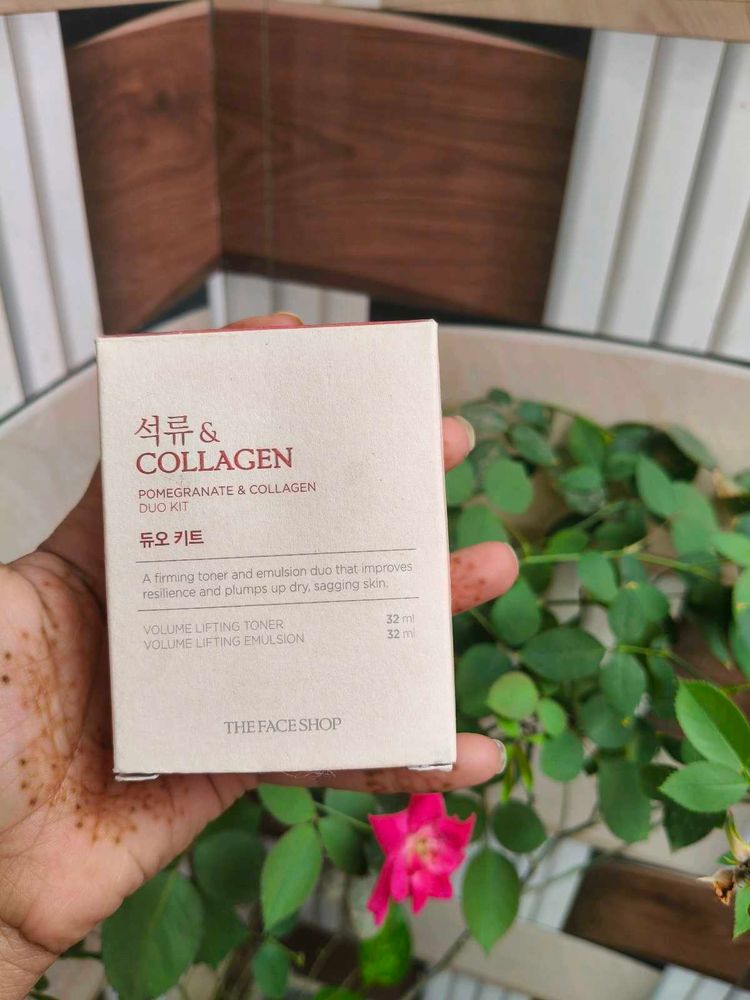 석류 &
COLLAGEN
POMEGRANATE & COLLAGEN
DUO KIT
듀오 키트
A firming toner and emulsion duo that improves
resilience and plumps up dry, sagging skin.
VOLUME LIFTING TONER 32 ml
VOLUME LIFTING EMULSION 32 ml
THE FACE SHOP